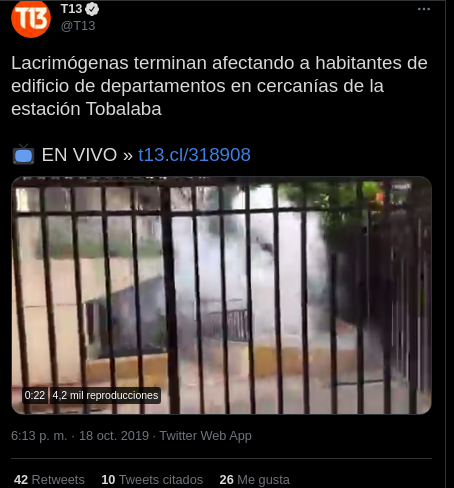 T13
T13
@T13
Lacrimógenas terminan afectando a habitantes de
edificio de departamentos en cercanías de la
estación Tobalaba
EN VIVO » t13.cl/318908
0:22 4,2 mil reproducciones
6:13 p. m. · 18 oct. 2019 · Twitter Web App
42 Retweets 10 Tweets citados 26 Me gusta